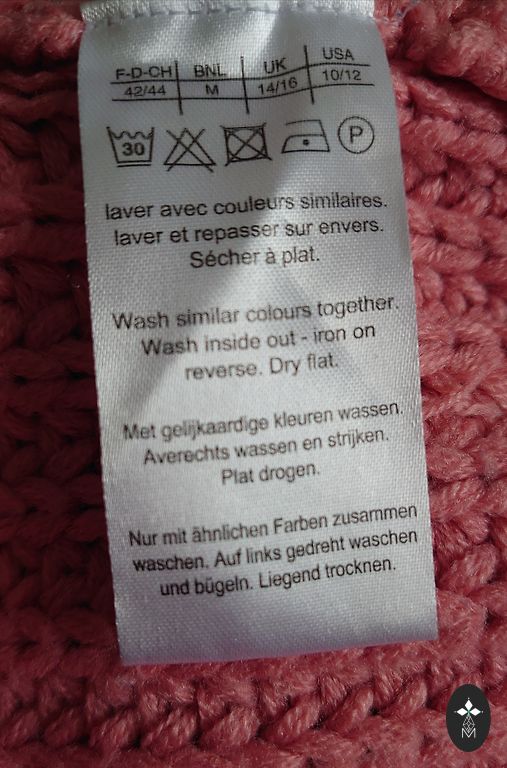 F-D-CH BNL UK USA
42/44 M 14/16 10/12
30 P
laver avec couleurs similaires.
laver et repasser sur envers.
Sécher à plat.
Wash similar colours together.
Wash inside out - iron on
reverse. Dry flat.
Met gelijkaardige kleuren wassen.
Averechts wassen en strijken.
Plat drogen.
Nur mit ähnlichen Farben zusammen
waschen. Auf links gedreht waschen
und bügeln. Liegend trocknen.
M